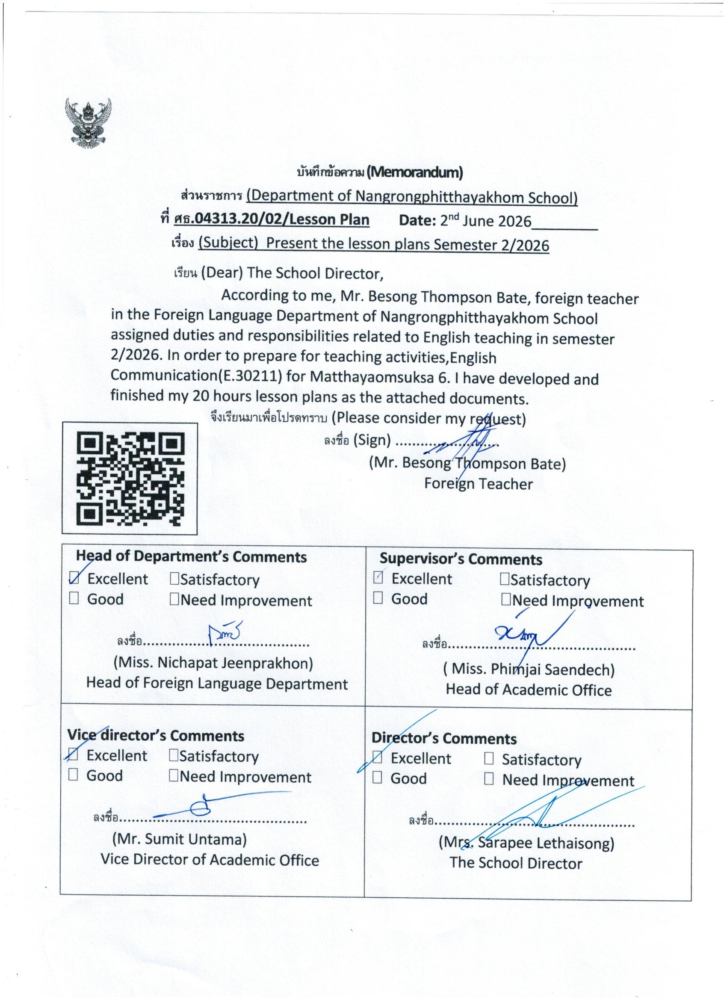 บันทึกข้อความ (Memorandum)
ส่วนราชการ (Department of Nangrongphitthayakhom School)
ที่ ศธ.04313.20/02/Lesson Plan Date: 2nd June 2026
เรื่อง (Subject) Present the lesson plans Semester 2/2026
เรียน (Dear) The School Director,
According to me, Mr. Besong Thompson Bate, foreign teacher
in the Foreign Language Department of Nangrongphitthayakhom School
assigned duties and responsibilities related to English teaching in semester
2/2026. In order to prepare for teaching activities,English
Communication(E.30211) for Matthayaomsuksa 6. I have developed and
finished my 20 hours lesson plans as the attached documents.
จึงเรียนมาเพื่อโปรดทราบ (Please consider my request)
ลงชื่อ (Sign) ..........................
(Mr. Besong Thompson Bate)
Foreign Teacher
Head of Department's Comments
Excellent Satisfactory
Good Need Improvement
ลงชื่อ..........................................
(Miss. Nichapat Jeenprakhon)
Head of Foreign Language Department
Supervisor's Comments
Excellent Satisfactory
Good Need Improvement
ลงชื่อ..........................................
( Miss. Phimjai Saendech)
Head of Academic Office
Vice director's Comments
Excellent Satisfactory
Good Need Improvement
ลงชื่อ..........................................
(Mr. Sumit Untama)
Vice Director of Academic Office
Director's Comments
Excellent Satisfactory
Good Need Improvement
ลงชื่อ..........................................
(Mrs. Sarapee Lethaisong)
The School Director